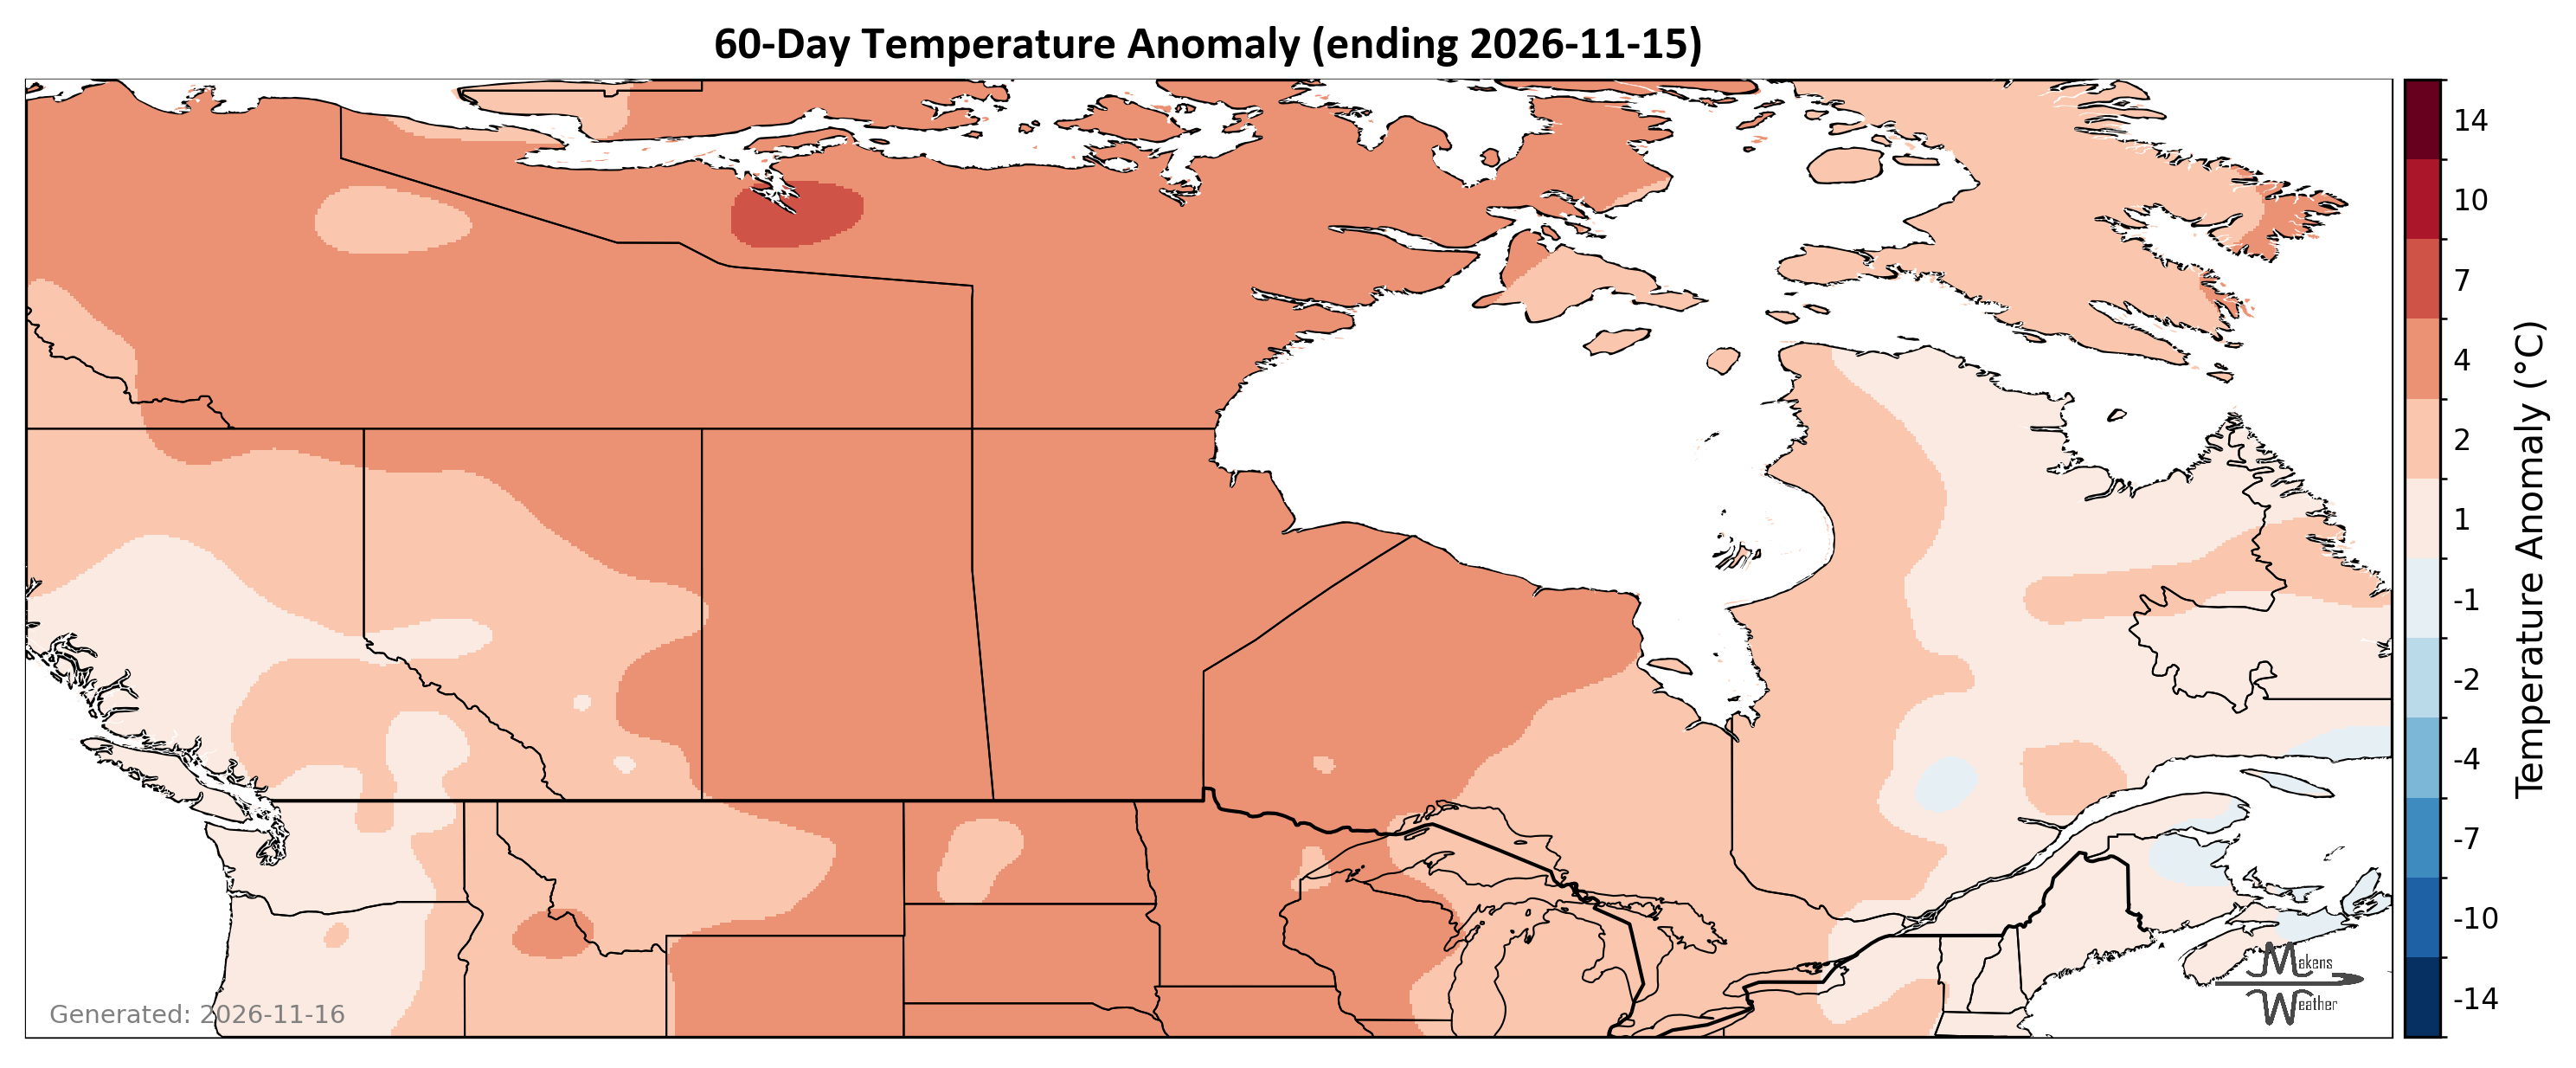 60-Day Temperature Anomaly (ending 2026-11-15)
14
10
7
4
2
1
-1
-2
-4
-7
-10
-14
Temperature Anomaly (°C)
Generated: 2026-11-16
Makens
Weather